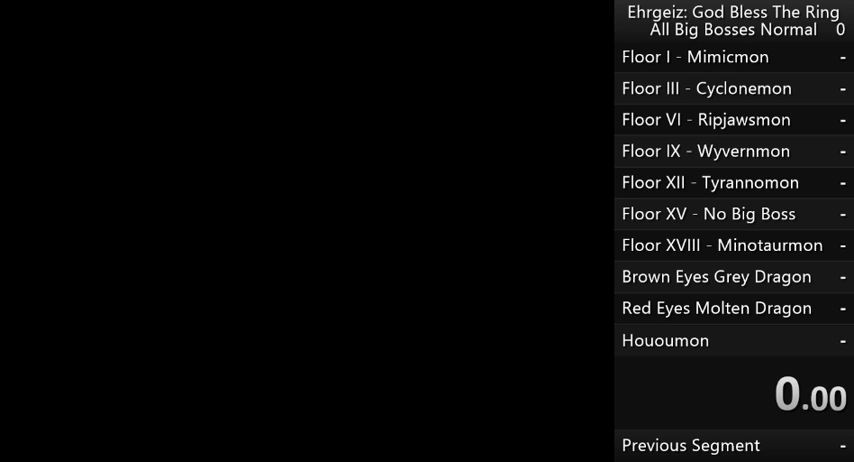 Ehrgeiz: God Bless The Ring
All Big Bosses Normal 0
Floor I - Mimicmon -
Floor III - Cyclonemon -
Floor VI - Ripjawsmon -
Floor IX - Wyvernmon -
Floor XII - Tyrannomon -
Floor XV - No Big Boss -
Floor XVIII - Minotaurmon -
Brown Eyes Grey Dragon -
Red Eyes Molten Dragon -
Hououmon -
0.00
Previous Segment -